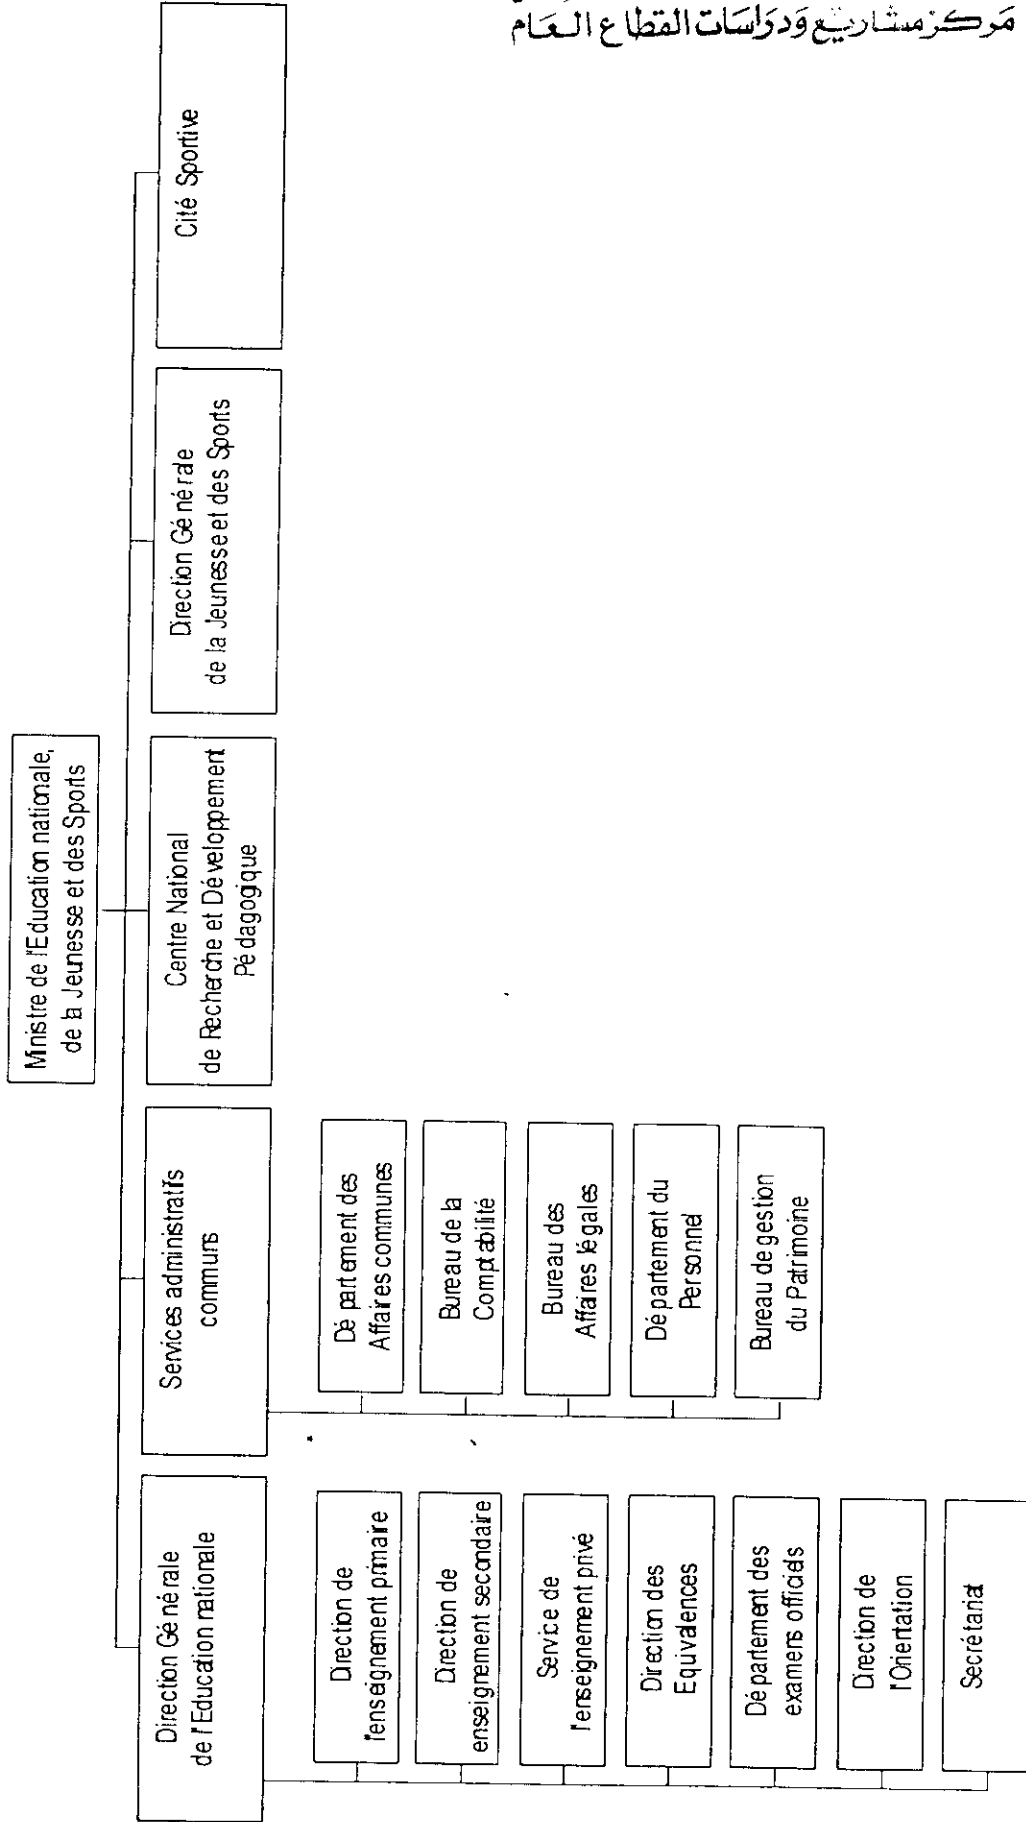 مركز مشاريع ودراسات القطاع العام
Ministre de l'Education nationale,
de la Jeunesse et des Sports
Direction Générale
de l'Education nationale
Services administratifs
communs
Centre National
de Recherche et Développement
Pédagogique
Direction Générale
de la Jeunesse et des Sports
Cité Sportive
Direction de
l'enseignement primaire
Direction de
enseignement secondaire
Service de
l'enseignement privé
Direction des
Equivalences
Département des
examens officiels
Direction de
l'Orientation
Secrétariat
Département des
Affaires communes
Bureau de la
Comptabilité
Bureau des
Affaires légales
Département du
Personnel
Bureau de gestion
du Patrimoine